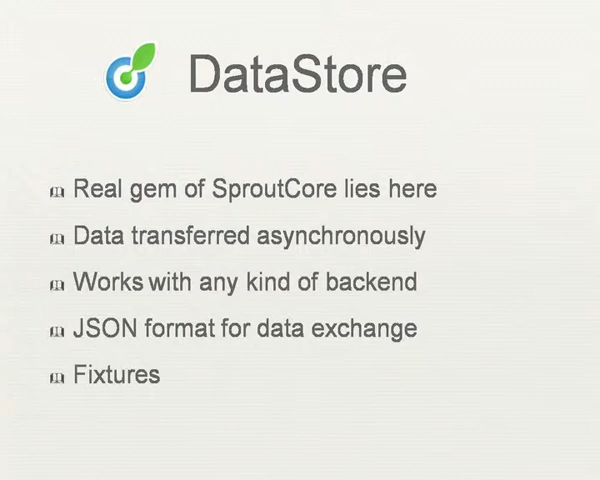 DataStore
Real gem of SproutCore lies here
Data transferred asynchronously
Works with any kind of backend
JSON format for data exchange
Fixtures